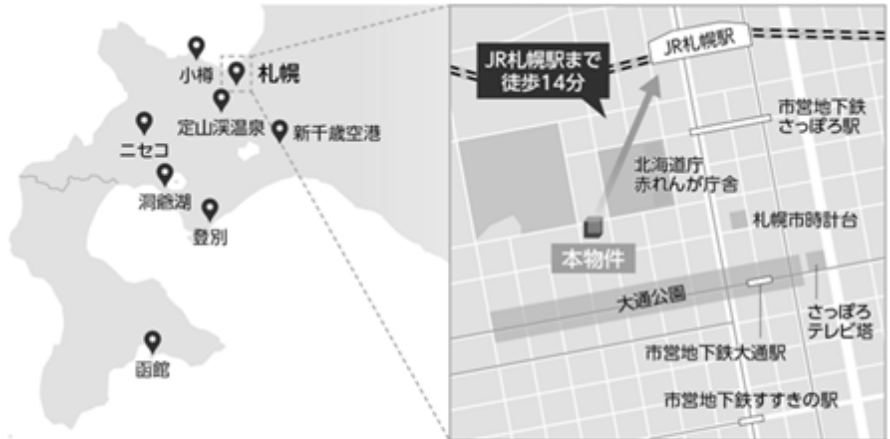 小樽
札幌
定山渓温泉
新千歳空港
ニセコ
洞爺湖
登別
函館
JR札幌駅
JR札幌駅まで
徒歩14分
市営地下鉄
さっぽろ駅
北海道庁
赤れんが庁舎
札幌市時計台
本物件
大通公園
さっぽろ
テレビ塔
市営地下鉄大通駅
市営地下鉄すすきの駅